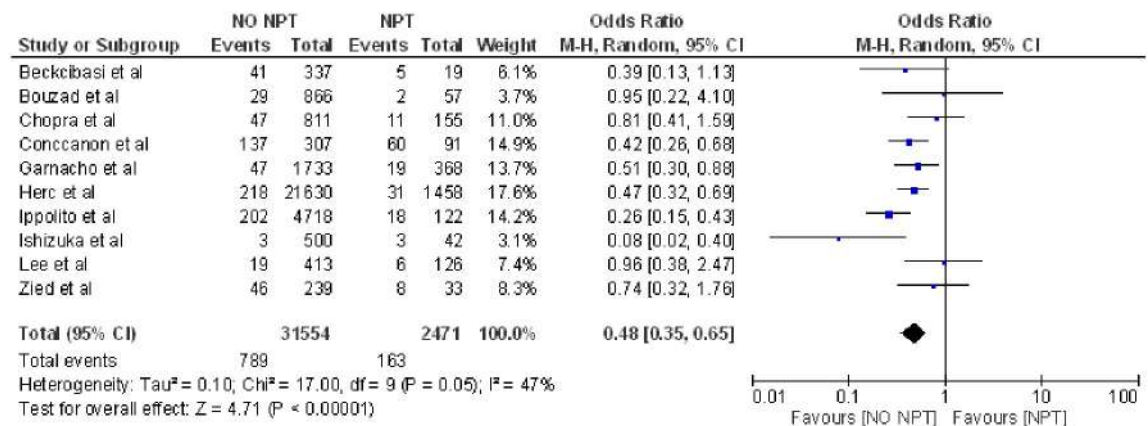 NO NPT NPT Odds Ratio Odds Ratio
Study or Subgroup Events Total Events Total Weight M-H, Random, 95% CI M-H, Random, 95% CI
Beckcibasi et al 41 337 5 19 6.1% 0.39 [0.13, 1.13]
Bouzad et al 29 866 2 57 3.7% 0.95 [0.22, 4.10]
Chopra et al 47 811 11 155 11.0% 0.81 [0.41, 1.59]
Conccanon et al 137 307 60 91 14.9% 0.42 [0.26, 0.68]
Garnacho et al 47 1733 19 368 13.7% 0.51 [0.30, 0.88]
Herc et al 218 21630 31 1458 17.6% 0.47 [0.32, 0.69]
Ippolito et al 202 4718 18 122 14.2% 0.26 [0.15, 0.43]
Ishizuka et al 3 500 3 42 3.1% 0.08 [0.02, 0.40]
Lee et al 19 413 6 126 7.4% 0.96 [0.38, 2.47]
Zied et al 46 239 8 33 8.3% 0.74 [0.32, 1.76]
Total (95% CI) 31554 2471 100.0% 0.48 [0.35, 0.65]
Total events 789 163
Heterogeneity: Tau² = 0.10; Chi² = 17.00, df = 9 (P = 0.05); I² = 47%
Test for overall effect: Z = 4.71 (P < 0.00001)
0.01 0.1 1 10 100
Favours [NO NPT] Favours [NPT]